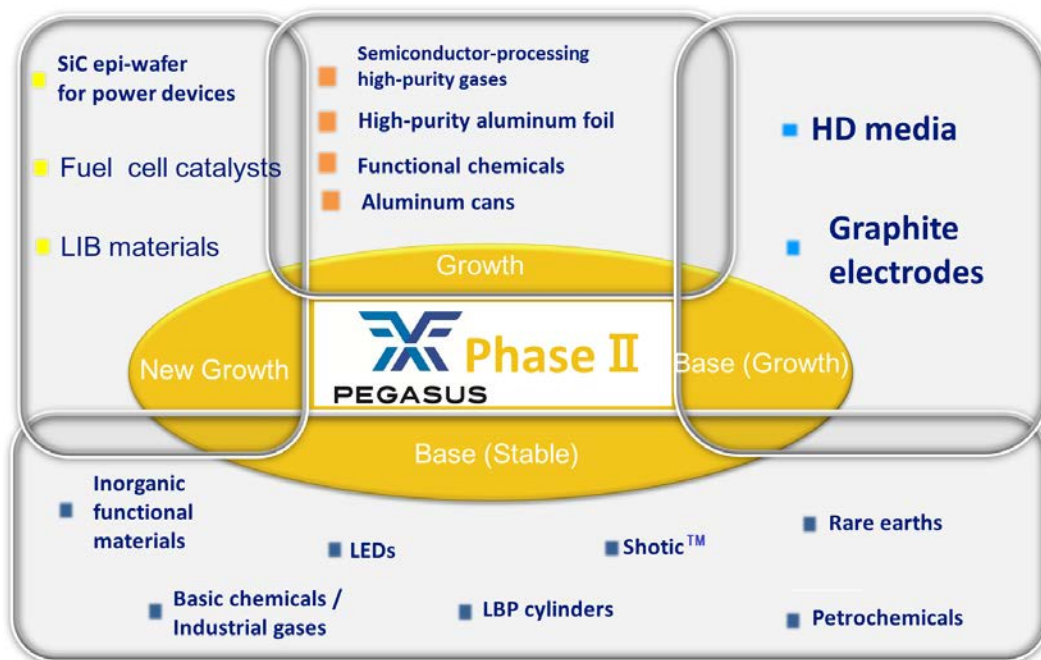 SiC epi-wafer
for power devices
Fuel cell catalysts
LIB materials
Semiconductor-processing
high-purity gases
High-purity aluminum foil
Functional chemicals
Aluminum cans
HD media
Graphite
electrodes
Growth
New Growth
Phase Ⅱ
PEGASUS
Base (Growth)
Base (Stable)
Inorganic
functional
materials
LEDs
Shotic™
Rare earths
Basic chemicals /
Industrial gases
LBP cylinders
Petrochemicals